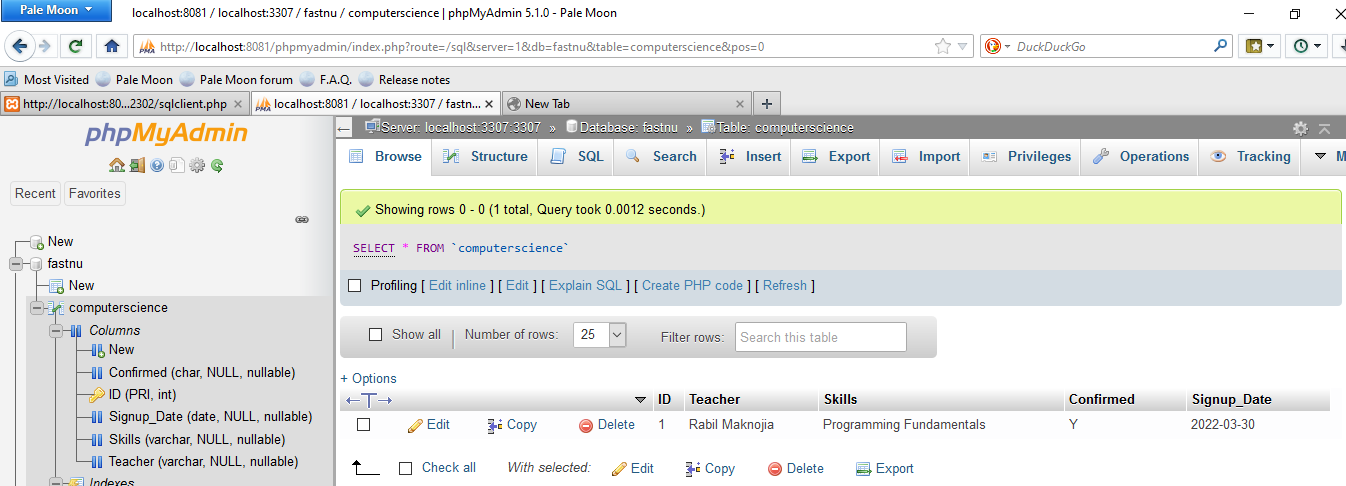 Pale Moon
localhost:8081 / localhost:3307 / fastnu / computerscience | phpMyAdmin 5.1.0 - Pale Moon
http://localhost:8081/phpmyadmin/index.php?route=/sql&server=1&db=fastnu&table=computerscience&pos=0
DuckDuckGo
Most Visited Pale Moon Pale Moon forum F.A.Q. Release notes
http://localhost:80...2302/sqlclient.php localhost:8081 / localhost:3307 / fastn... New Tab
phpMyAdmin
Recent Favorites
New
fastnu
New
computerscience
Columns
New
Confirmed (char, NULL, nullable)
ID (PRI, int)
Signup_Date (date, NULL, nullable)
Skills (varchar, NULL, nullable)
Teacher (varchar, NULL, nullable)
Indexes
Server: localhost:3307:3307 » Database: fastnu » Table: computerscience
Browse Structure SQL Search Insert Export Import Privileges Operations Tracking M
Showing rows 0 - 0 (1 total, Query took 0.0012 seconds.)
SELECT * FROM `computerscience`
Profiling [ Edit inline ] [ Edit ] [ Explain SQL ] [ Create PHP code ] [ Refresh ]
Show all | Number of rows: 25 Filter rows: Search this table
+ Options
←T→ ID Teacher Skills Confirmed Signup_Date
Edit Copy Delete 1 Rabil Maknojia Programming Fundamentals Y 2022-03-30
Check all With selected: Edit Copy Delete Export